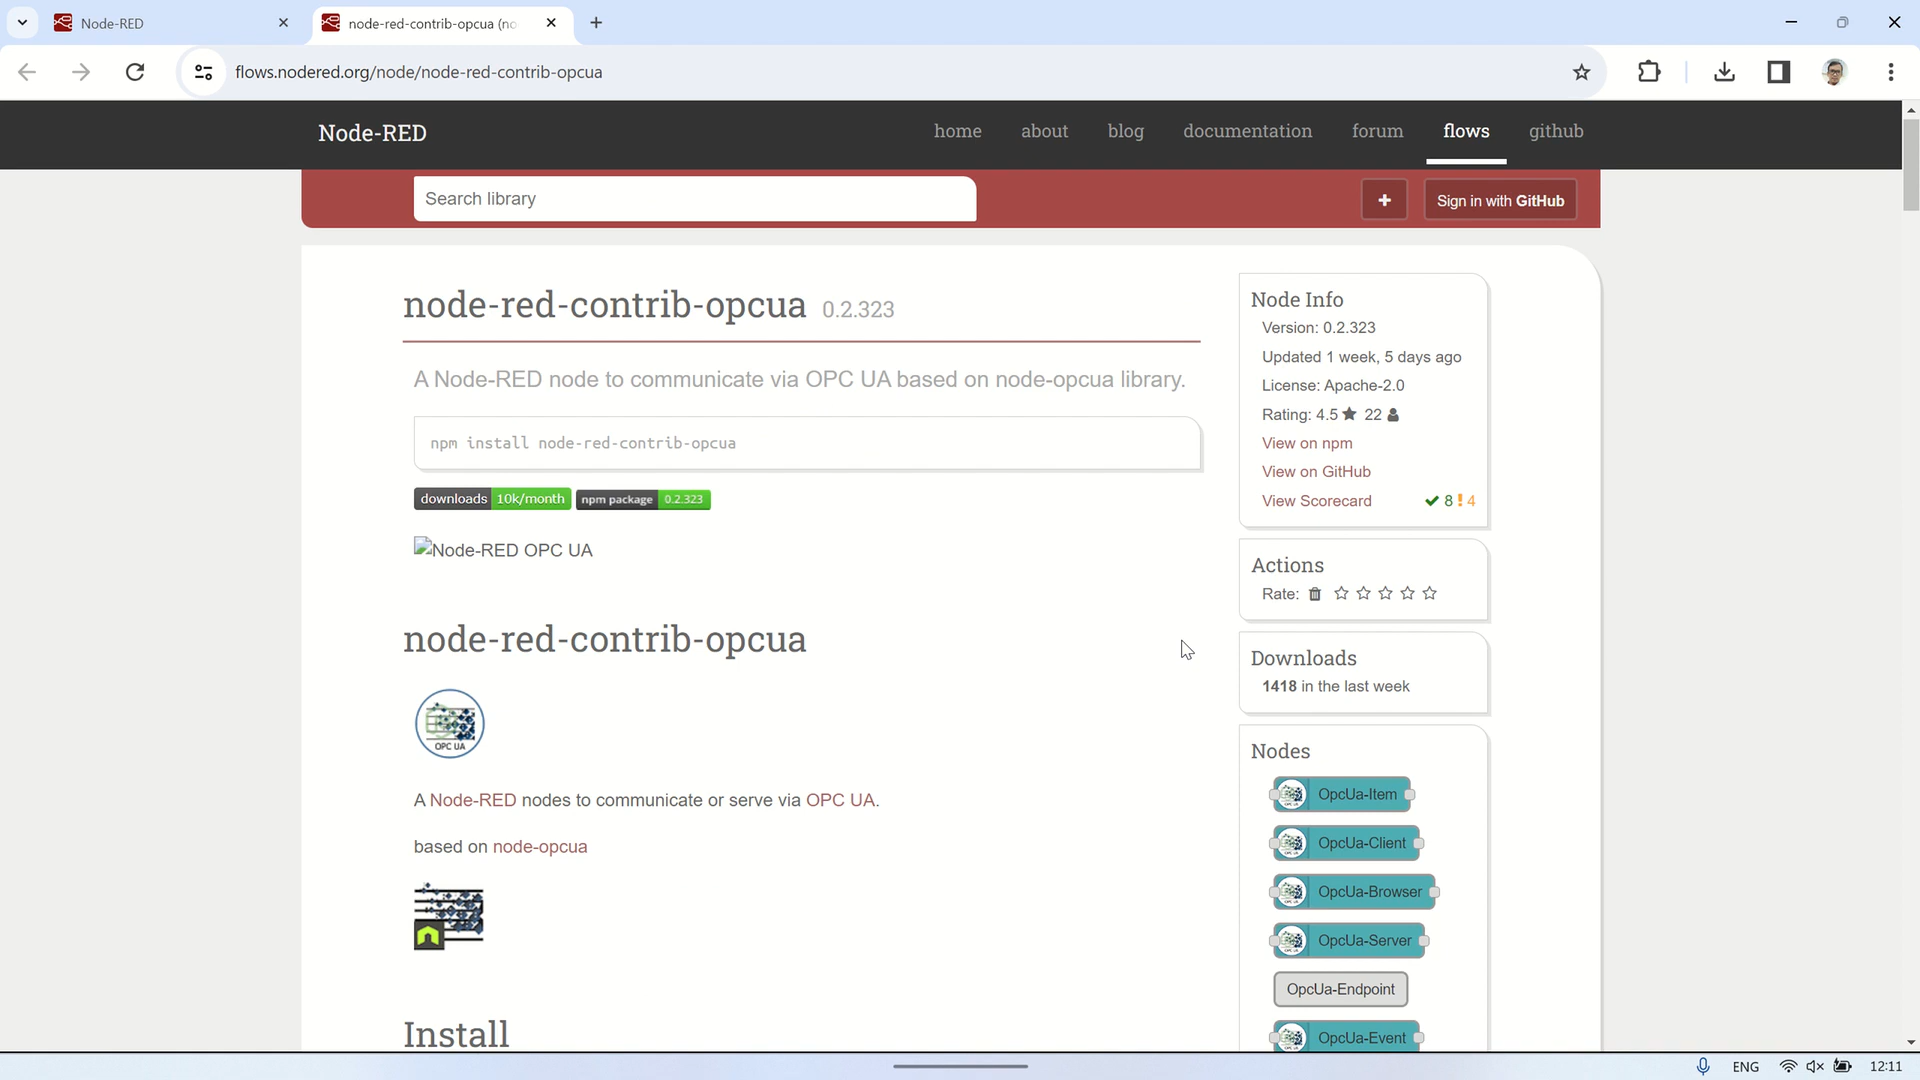 Node-RED
node-red-contrib-opcua (no
flows.nodered.org/node/node-red-contrib-opcua
Node-RED
home
about
blog
documentation
forum
flows
github
Search library
+
Sign in with GitHub
node-red-contrib-opcua 0.2.323
A Node-RED node to communicate via OPC UA based on node-opcua library.
npm install node-red-contrib-opcua
downloads 10k/month
npm package 0.2.323
Node-RED OPC UA
node-red-contrib-opcua
OPC UA
A Node-RED nodes to communicate or serve via OPC UA.
based on node-opcua
Install
Node Info
Version: 0.2.323
Updated 1 week, 5 days ago
License: Apache-2.0
Rating: 4.5 22
View on npm
View on GitHub
View Scorecard 8 ! 4
Actions
Rate:
Downloads
1418 in the last week
Nodes
OpcUa-Item
OpcUa-Client
OpcUa-Browser
OpcUa-Server
OpcUa-Endpoint
OpcUa-Event
ENG
12:11